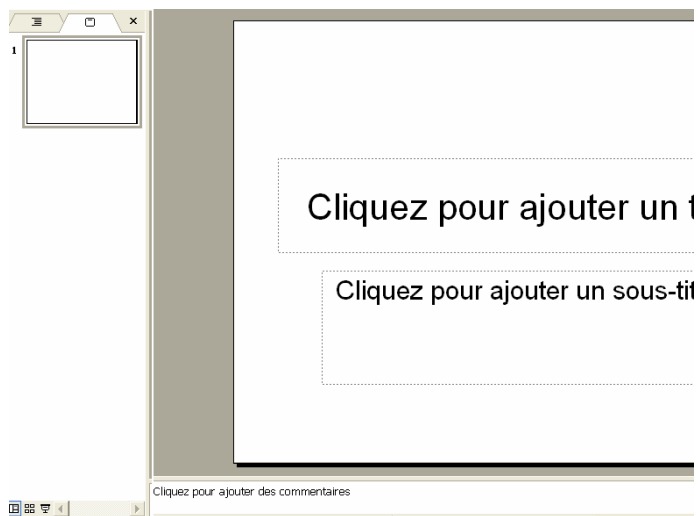 1
Cliquez pour ajouter un t
Cliquez pour ajouter un sous-tit
Cliquez pour ajouter des commentaires